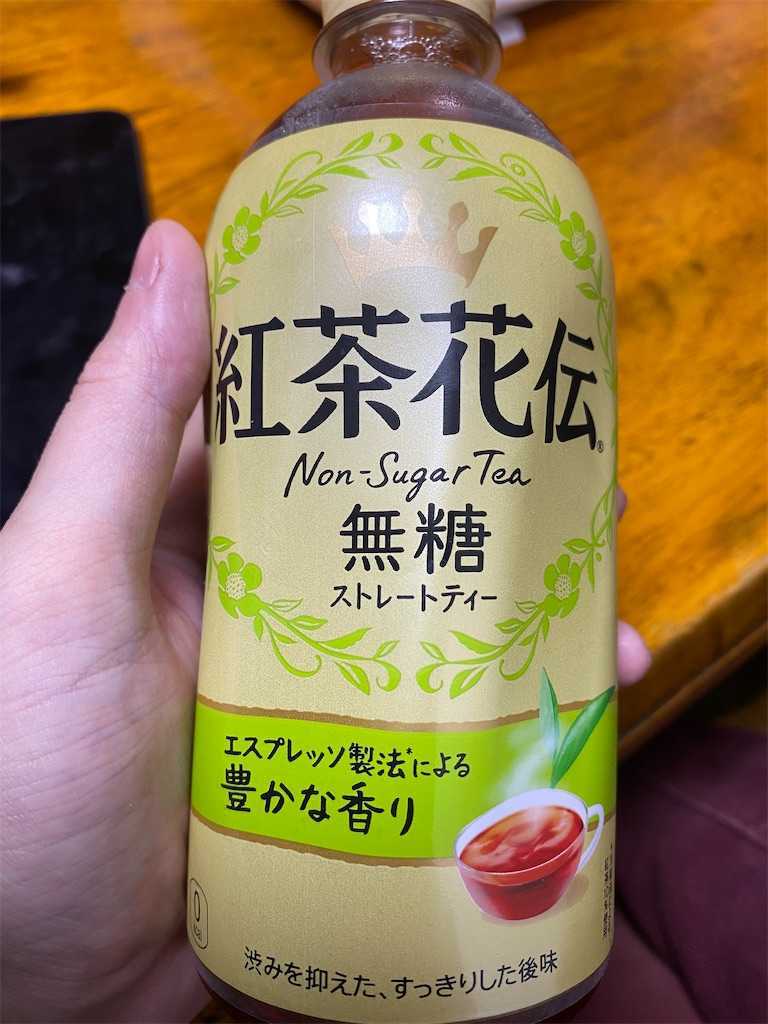 紅茶花伝®
Non-Sugar Tea
無糖
ストレートティー
エスプレッソ製法*による
豊かな香り
0
kcal
渋みを抑えた、すっきりした後味